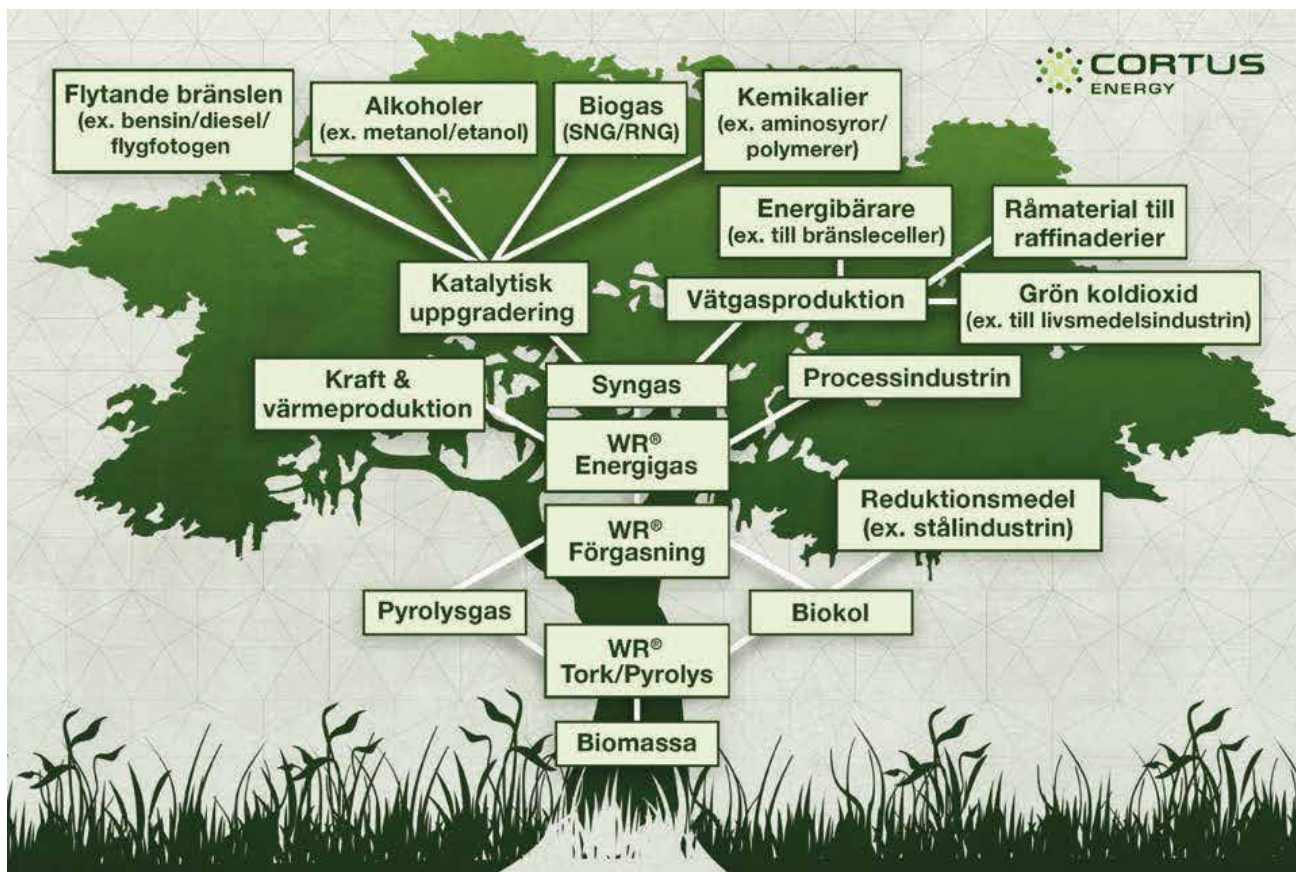 CORTUS
ENERGY
Flytande bränslen
(ex. bensin/diesel/
flygfotogen
Alkoholer
(ex. metanol/etanol)
Biogas
(SNG/RNG)
Kemikalier
(ex. aminosyror/
polymerer)
Energibärare
(ex. till bränsleceller)
Råmaterial till
raffinaderier
Katalytisk
uppgradering
Vätgasproduktion
Grön koldioxid
(ex. till livsmedelsindustrin)
Kraft &
värmeproduktion
Syngas
Processindustrin
WR®
Energigas
Reduktionsmedel
(ex. stålindustrin)
WR®
Förgasning
Pyrolysgas
Biokol
WR®
Tork/Pyrolys
Biomassa